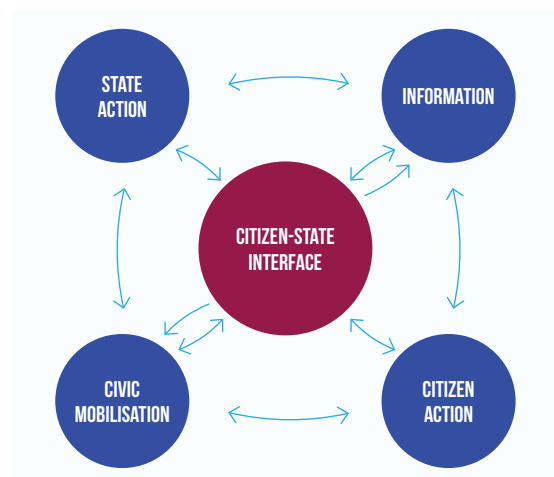 STATE
ACTION
INFORMATION
CITIZEN-STATE
INTERFACE
CIVIC
MOBILISATION
CITIZEN
ACTION